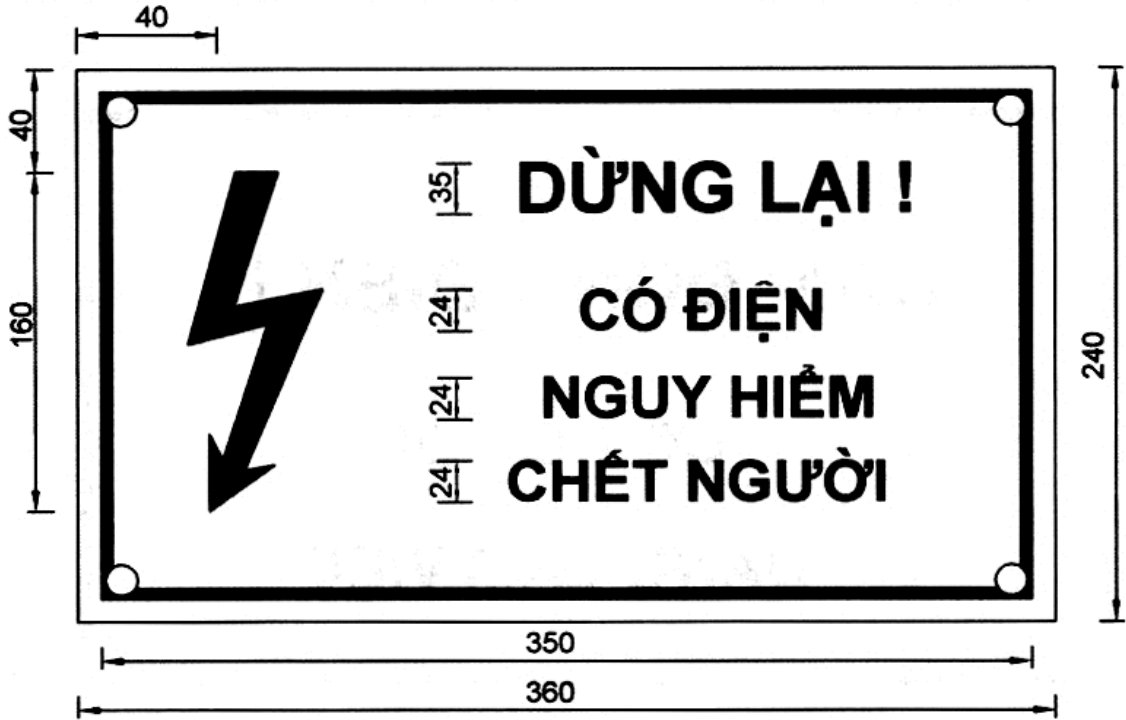 40
40
35
DỪNG LẠI !
160
24
CÓ ĐIỆN
240
24
NGUY HIỂM
24
CHẾT NGƯỜI
350
360